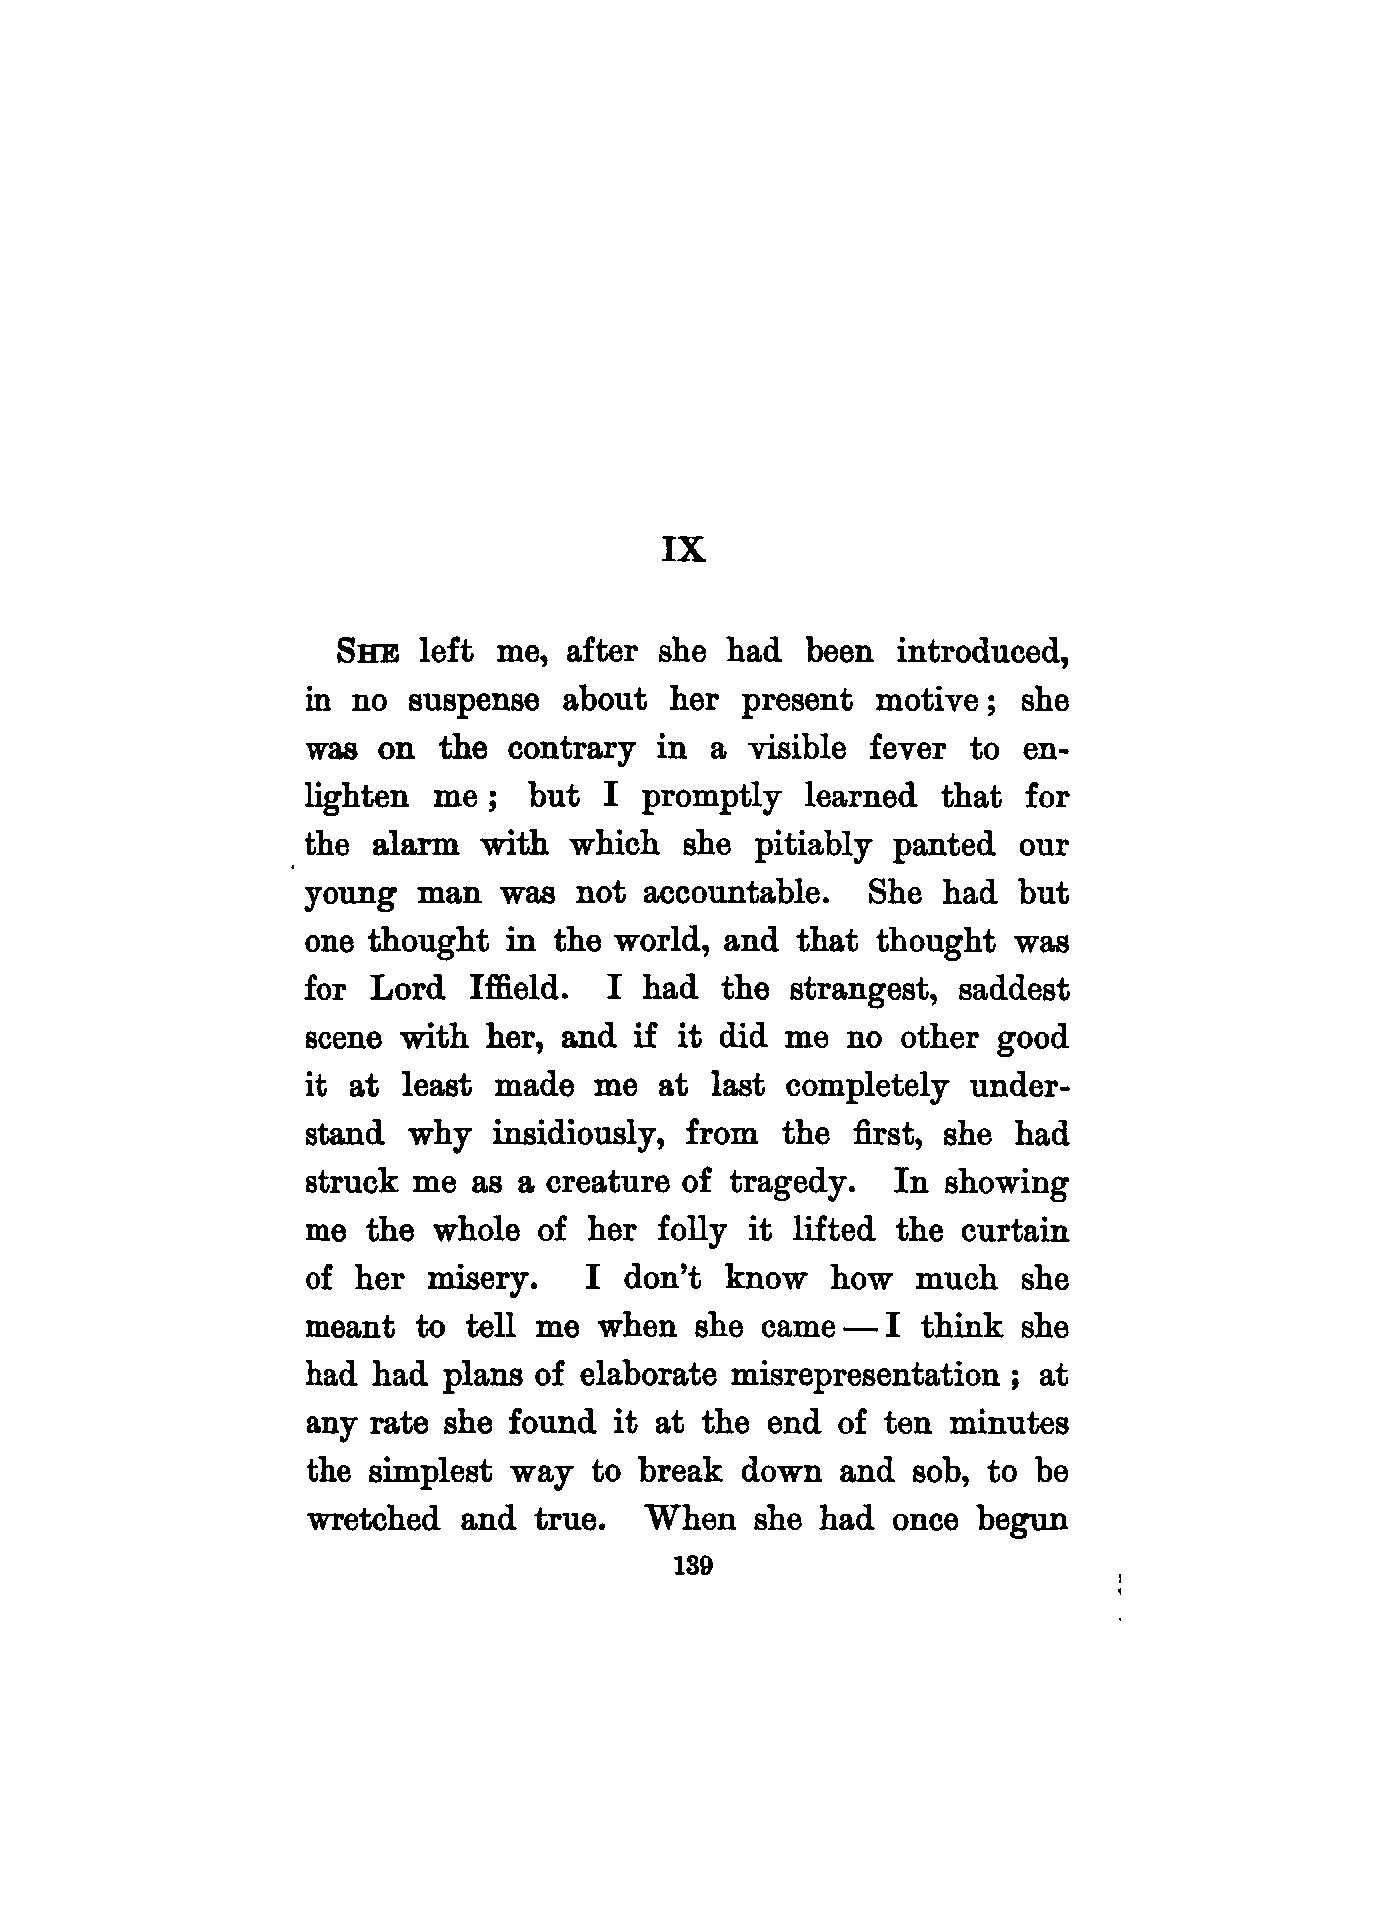 IX
SHE left me, after she had been introduced,
in no suspense about her present motive; she
was on the contrary in a visible fever to en-
lighten me; but I promptly learned that for
the alarm with which she pitiably panted our
young man was not accountable. She had but
one thought in the world, and that thought was
for Lord Iffield. I had the strangest, saddest
scene with her, and if it did me no other good
it at least made me at last completely under-
stand why insidiously, from the first, she had
struck me as a creature of tragedy. In showing
me the whole of her folly it lifted the curtain
of her misery. I don't know how much she
meant to tell me when she came—I think she
had had plans of elaborate misrepresentation; at
any rate she found it at the end of ten minutes
the simplest way to break down and sob, to be
wretched and true. When she had once begun
139